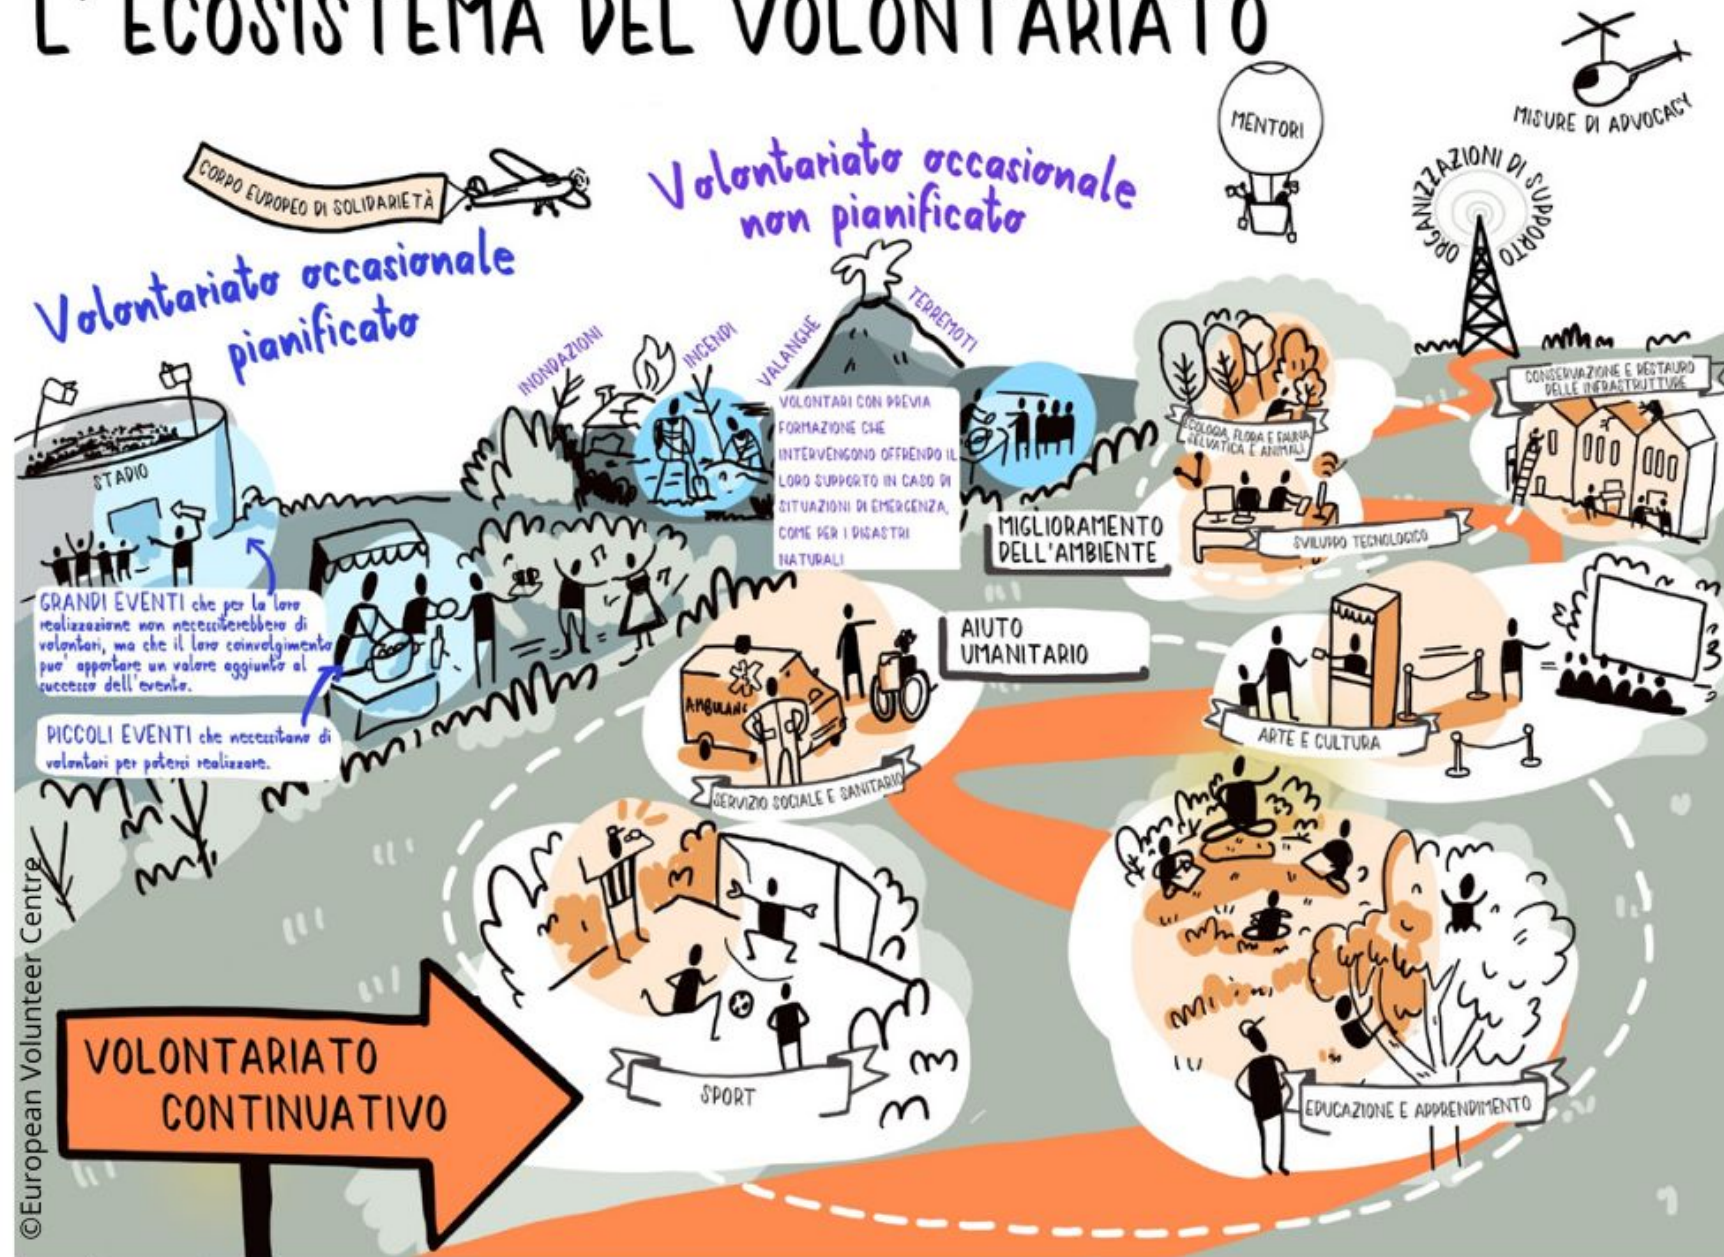 L'ECOSISTEMA DEL VOLONTARIATO
MENTORI
MISURE DI ADVOCACY
ORGANIZZAZIONI DI SUPPORTO
CORPO EUROPEO DI SOLIDARIETÀ
Volontariato occasionale
non pianificato
Volontariato occasionale
pianificato
INONDAZIONI
INCENDI
VALANGHE
TERREMOTI
VOLONTARI CON PREVIA
FORMAZIONE CHE
INTERVENGONO OFFRENDO IL
LORO SUPPORTO IN CASO DI
SITUAZIONI DI EMERGENZA,
COME PER I DISASTRI
NATURALI
STADIO
GRANDI EVENTI che per la loro
realizzazione non necessiterebbero di
volontari, ma che il loro coinvolgimento
puo' apportare un valore aggiunto al
successo dell'evento.
PICCOLI EVENTI che necessitano di
volontari per potersi realizzare.
ECOLOGIA, FLORA E FAUNA
SELVATICA E ANIMALI
CONSERVAZIONE E RESTAURO
DELLE INFRASTRUTTURE
MIGLIORAMENTO
DELL'AMBIENTE
SVILUPPO TECNOLOGICO
AIUTO
UMANITARIO
AMBULANC
SERVIZIO SOCIALE E SANITARIO
ARTE E CULTURA
SPORT
EDUCAZIONE E APPRENDIMENTO
VOLONTARIATO
CONTINUATIVO
©European Volunteer Centre